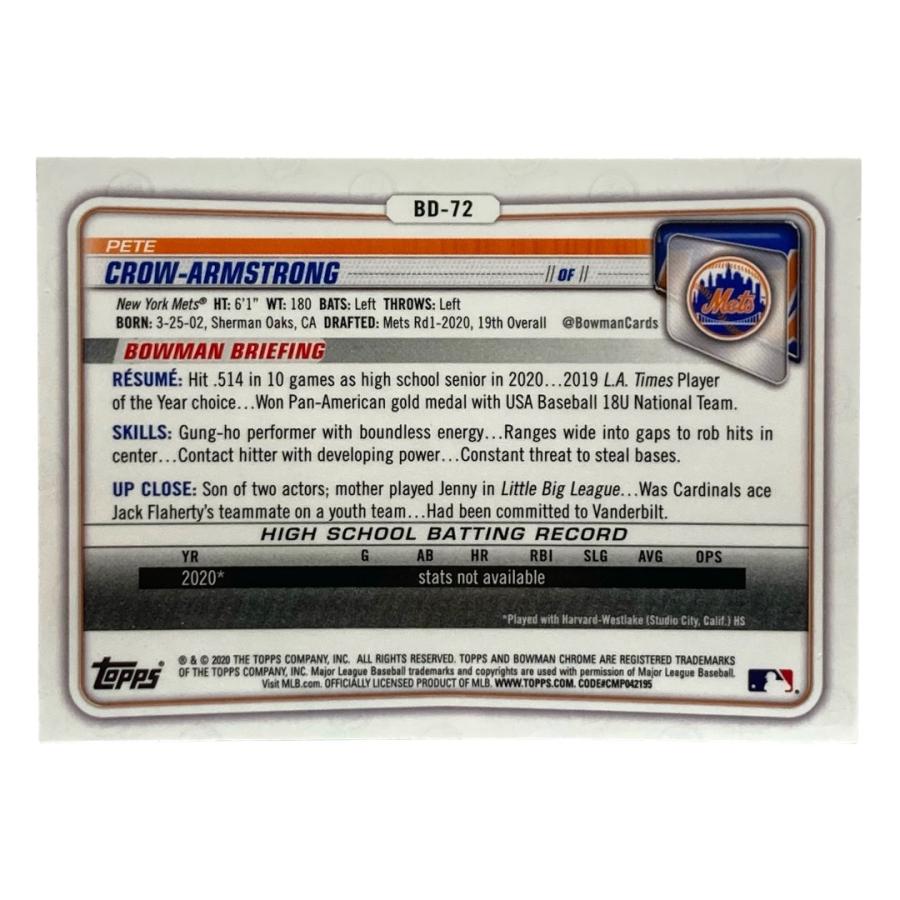 BD-72
PETE
CROW-ARMSTRONG // OF //
New York Mets® HT: 6'1" WT: 180 BATS: Left THROWS: Left
BORN: 3-25-02, Sherman Oaks, CA DRAFTED: Mets Rd1-2020, 19th Overall @BowmanCards
Mets
BOWMAN BRIEFING
RÉSUMÉ: Hit .514 in 10 games as high school senior in 2020...2019 L.A. Times Player
of the Year choice...Won Pan-American gold medal with USA Baseball 18U National Team.
SKILLS: Gung-ho performer with boundless energy...Ranges wide into gaps to rob hits in
center...Contact hitter with developing power...Constant threat to steal bases.
UP CLOSE: Son of two actors; mother played Jenny in Little Big League...Was Cardinals ace
Jack Flaherty's teammate on a youth team...Had been committed to Vanderbilt.
HIGH SCHOOL BATTING RECORD
YR G AB HR RBI SLG AVG OPS
2020* stats not available
*Played with Harvard-Westlake (Studio City, Calif.) HS
Topps
® & © 2020 THE TOPPS COMPANY, INC. ALL RIGHTS RESERVED. TOPPS AND BOWMAN CHROME ARE REGISTERED TRADEMARKS
OF THE TOPPS COMPANY, INC. Major League Baseball trademarks and copyrights are used with permission of Major League Baseball.
Visit MLB.com. OFFICIALLY LICENSED PRODUCT OF MLB. WWW.TOPPS.COM. CODE#CMP042195